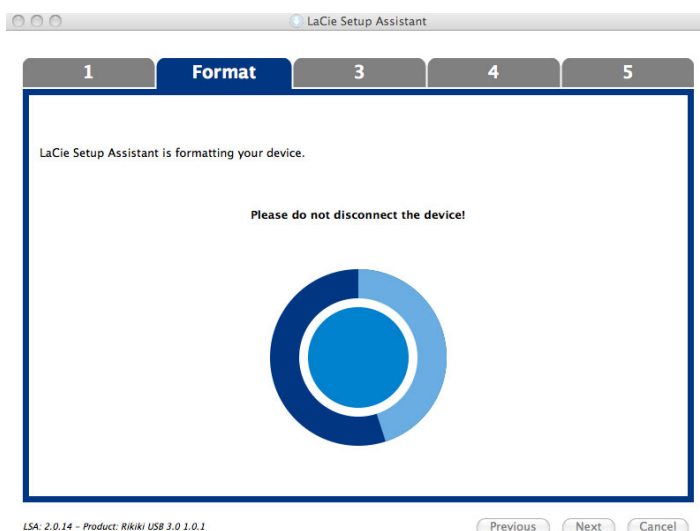 LaCie Setup Assistant
1 Format 3 4 5
LaCie Setup Assistant is formatting your device.
Please do not disconnect the device!
LSA: 2.0.14 – Product: Rikiki USB 3.0 1.0.1 Previous Next Cancel